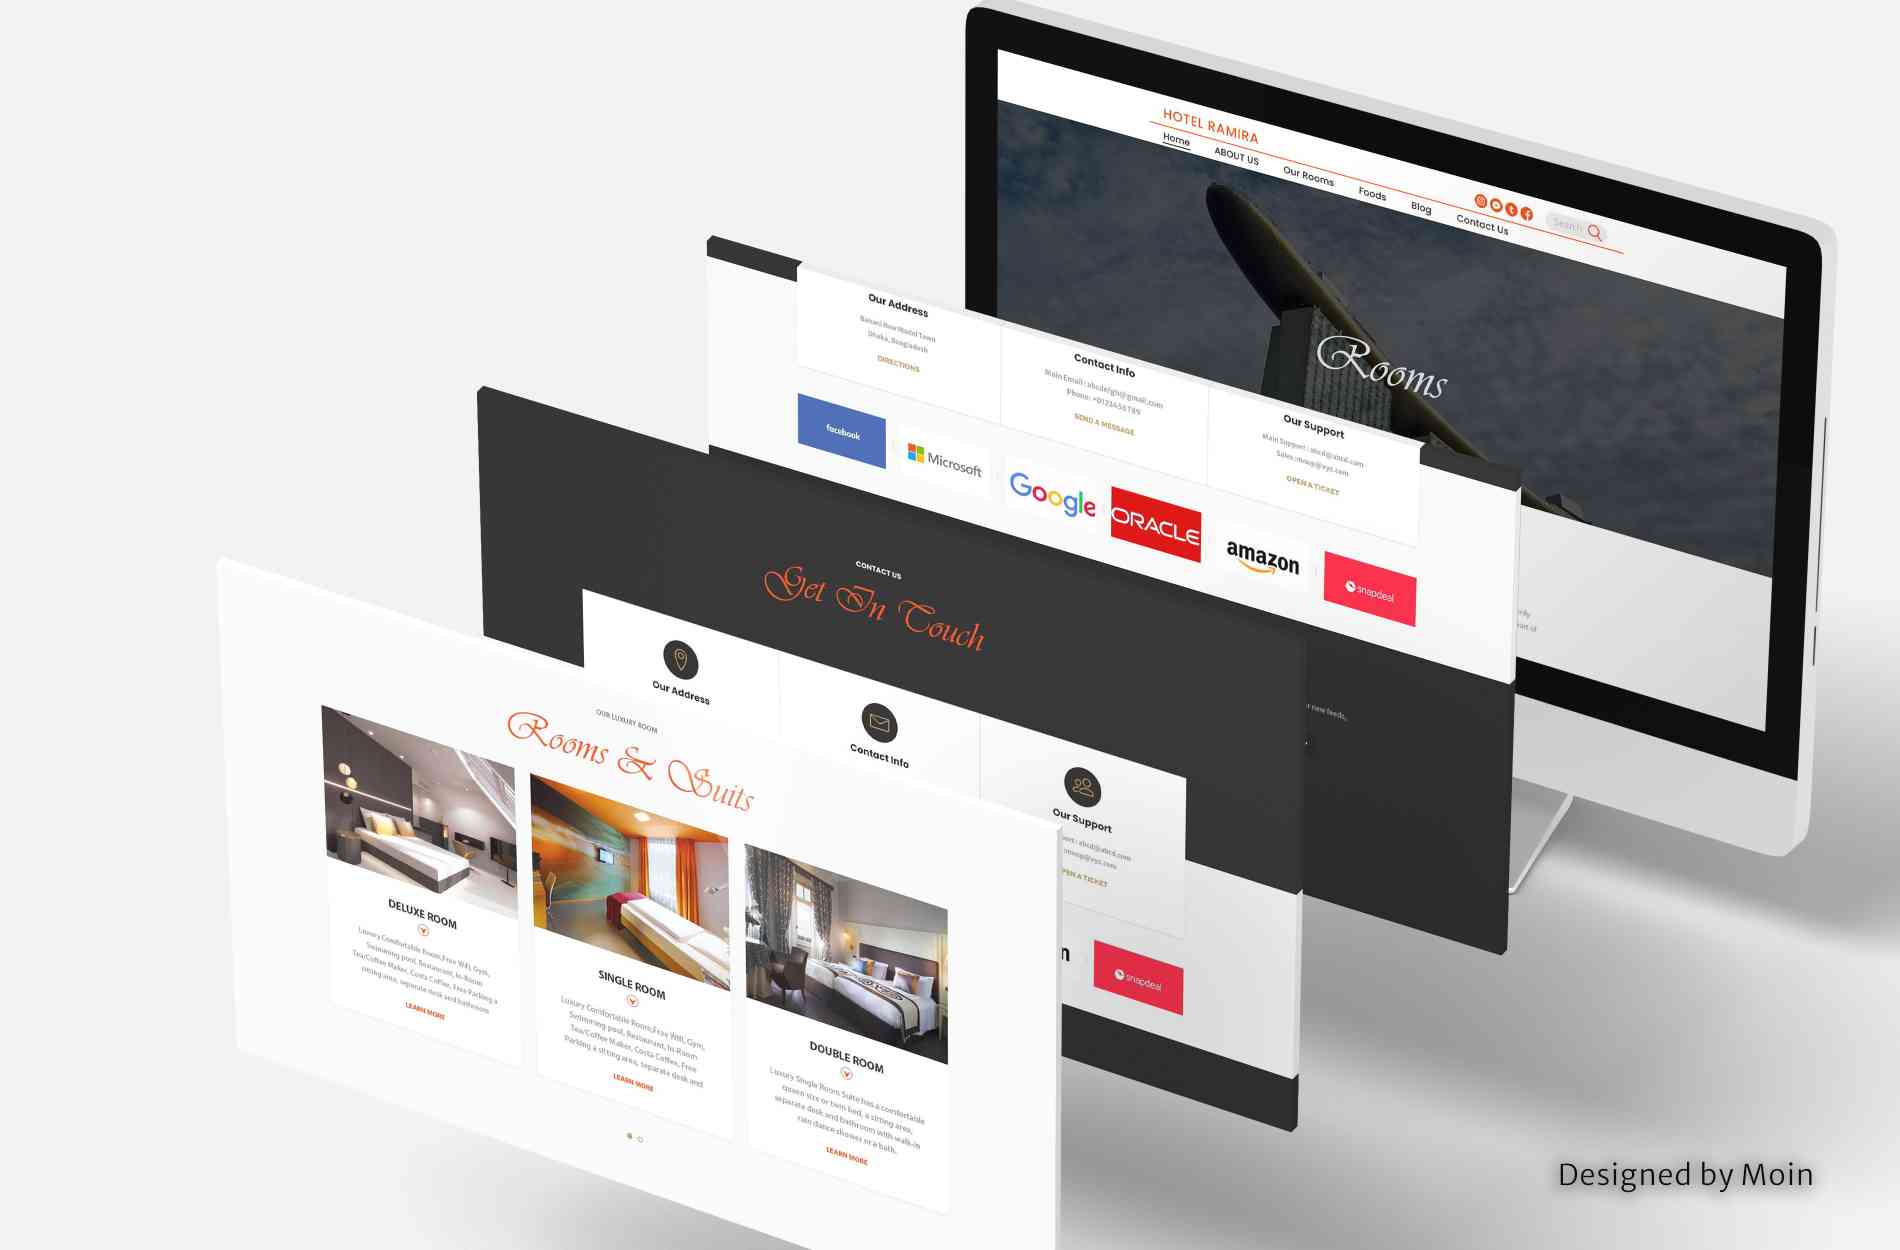 HOTEL RAMIRA
Home ABOUT US Our Rooms Foods Blog Contact Us
Search
Rooms
Our Address
Banani New Model Town
Dhaka, Bangladesh
DIRECTIONS
Contact Info
Main Email : abcdefgh@gmail.com
Phone: +0123456789
SEND A MESSAGE
Our Support
Main Support : abcd@abcd.com
Sales : mnop@xyz.com
OPEN A TICKET
facebook
Microsoft
Google
ORACLE
amazon
snapdeal
new feeds,
CONTACT US
Get In Touch
Our Address
Contact Info
Our Support
abcd@abcd.com
@xyz.com
A TICKET
snapdeal
OUR LUXURY ROOM
Rooms & Suits
DELUXE ROOM
Luxury Comfortable Room,Free Wifi, Gym,
Swimming pool, Restaurant, In-Room
Tea/Coffee Maker, Costa Coffee, Free Parking a
sitting area, separate desk and bathroom
LEARN MORE
SINGLE ROOM
Luxury Comfortable Room,Free Wifi, Gym,
Swimming pool, Restaurant, In-Room
Tea/Coffee Maker, Costa Coffee, Free
Parking a sitting area, separate desk and
LEARN MORE
DOUBLE ROOM
Luxury Single Room Suite has a comfortable
queen size or twin bed, a sitting area,
separate desk and bathroom with walk-in
rain dance shower or a bath.
LEARN MORE
Designed by Moin